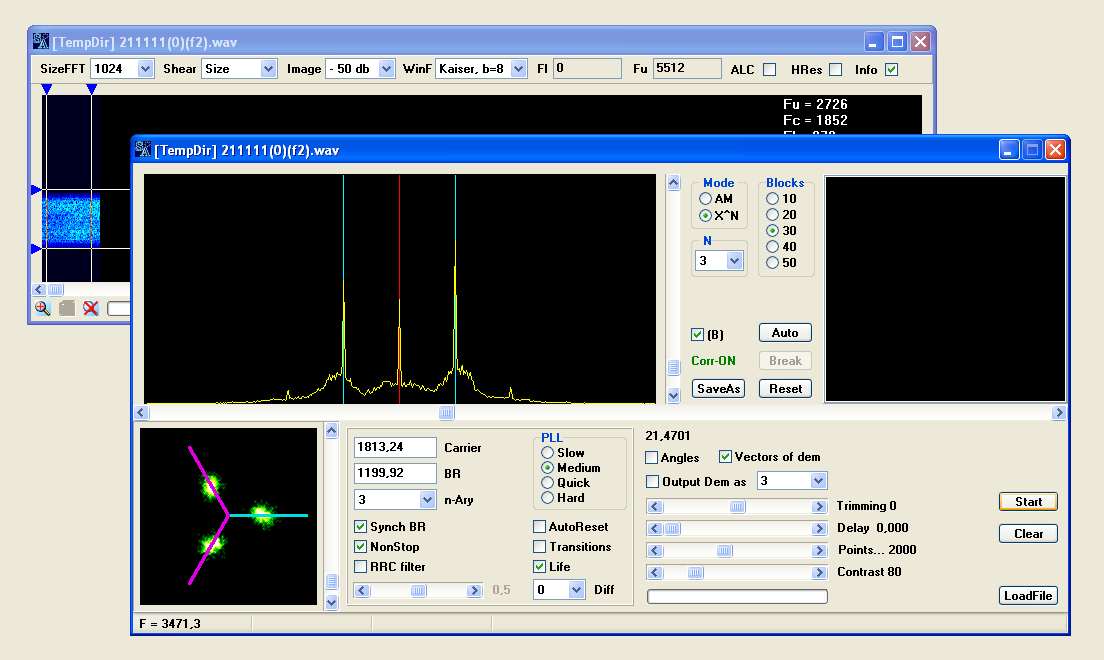 [TempDir] 211111(0)(f2).wav
SizeFFT 1024 Shear Size Image - 50 db WinF Kaiser, b=8 Fl 0 Fu 5512 ALC HRes Info
Fu = 2726
Fc = 1852
[TempDir] 211111(0)(f2).wav
Mode
AM
X^N
N
3
Blocks
10
20
30
40
50
(B) Auto
Corr-ON Break
SaveAs Reset
1813,24 Carrier
1199,92 BR
3 n-Ary
Synch BR
NonStop
RRC filter
0,5
PLL
Slow
Medium
Quick
Hard
AutoReset
Transitions
Life
0 Diff
21,4701
Angles Vectors of dem
Output Dem as 3
Trimming 0
Delay 0,000
Points... 2000
Contrast 80
Start
Clear
LoadFile
F = 3471,3